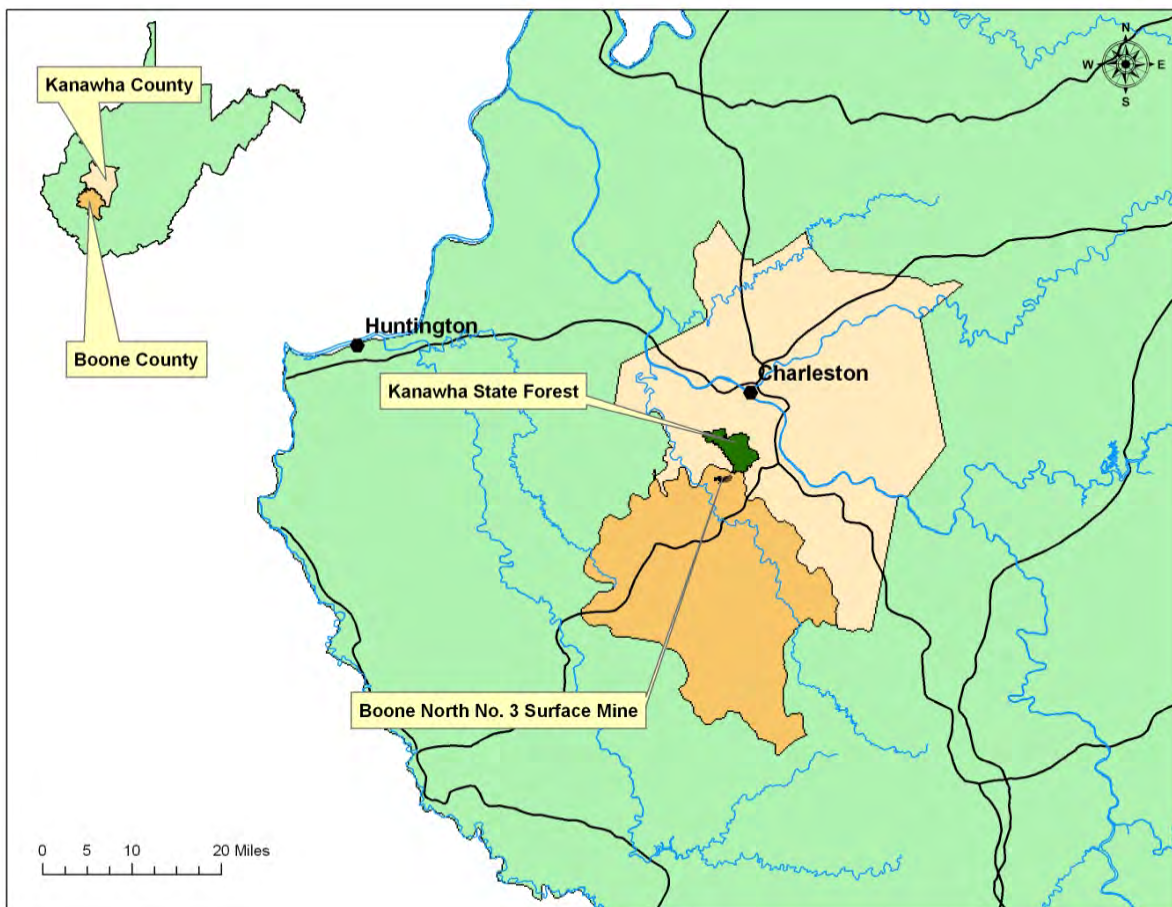 Kanawha County
Boone County
N
W E
S
Huntington
Charleston
Kanawha State Forest
Boone North No. 3 Surface Mine
0 5 10 20 Miles